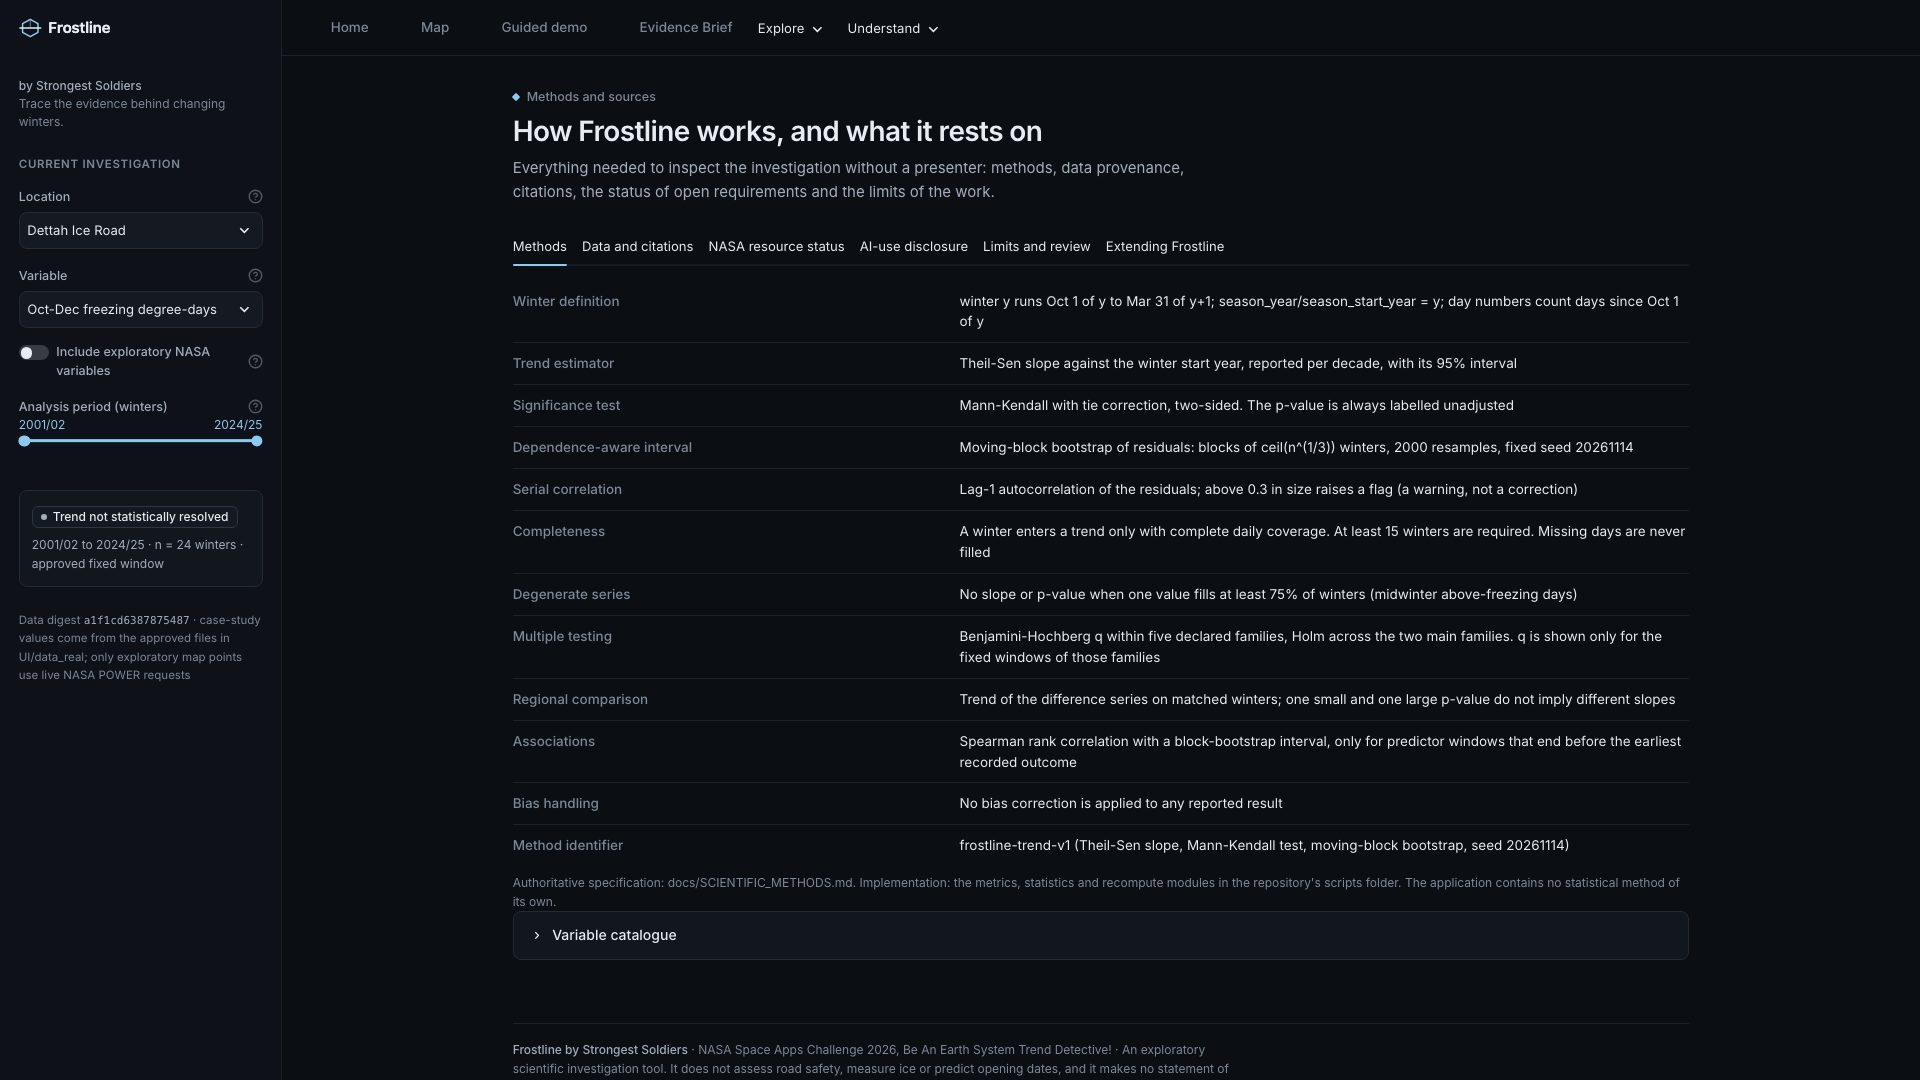 Frostline
by Strongest Soldiers
Trace the evidence behind changing
winters.
CURRENT INVESTIGATION
Location
Dettah Ice Road
Variable
Oct-Dec freezing degree-days
Include exploratory NASA
variables
Analysis period (winters)
2001/02 2024/25
Trend not statistically resolved
2001/02 to 2024/25 · n = 24 winters ·
approved fixed window
Data digest a1f1cd6387875487 · case-study
values come from the approved files in
UI/data_real; only exploratory map points
use live NASA POWER requests
Home Map Guided demo Evidence Brief Explore Understand
Methods and sources
How Frostline works, and what it rests on
Everything needed to inspect the investigation without a presenter: methods, data provenance,
citations, the status of open requirements and the limits of the work.
Methods Data and citations NASA resource status AI-use disclosure Limits and review Extending Frostline
Winter definition winter y runs Oct 1 of y to Mar 31 of y+1; season_year/season_start_year = y; day numbers count days since Oct 1
of y
Trend estimator Theil-Sen slope against the winter start year, reported per decade, with its 95% interval
Significance test Mann-Kendall with tie correction, two-sided. The p-value is always labelled unadjusted
Dependence-aware interval Moving-block bootstrap of residuals: blocks of ceil(n^(1/3)) winters, 2000 resamples, fixed seed 20261114
Serial correlation Lag-1 autocorrelation of the residuals; above 0.3 in size raises a flag (a warning, not a correction)
Completeness A winter enters a trend only with complete daily coverage. At least 15 winters are required. Missing days are never
filled
Degenerate series No slope or p-value when one value fills at least 75% of winters (midwinter above-freezing days)
Multiple testing Benjamini-Hochberg q within five declared families, Holm across the two main families. q is shown only for the
fixed windows of those families
Regional comparison Trend of the difference series on matched winters; one small and one large p-value do not imply different slopes
Associations Spearman rank correlation with a block-bootstrap interval, only for predictor windows that end before the earliest
recorded outcome
Bias handling No bias correction is applied to any reported result
Method identifier frostline-trend-v1 (Theil-Sen slope, Mann-Kendall test, moving-block bootstrap, seed 20261114)
Authoritative specification: docs/SCIENTIFIC_METHODS.md. Implementation: the metrics, statistics and recompute modules in the repository's scripts folder. The application contains no statistical method of
its own.
Variable catalogue
Frostline by Strongest Soldiers · NASA Space Apps Challenge 2026, Be An Earth System Trend Detective! · An exploratory
scientific investigation tool. It does not assess road safety, measure ice or predict opening dates, and it makes no statement of